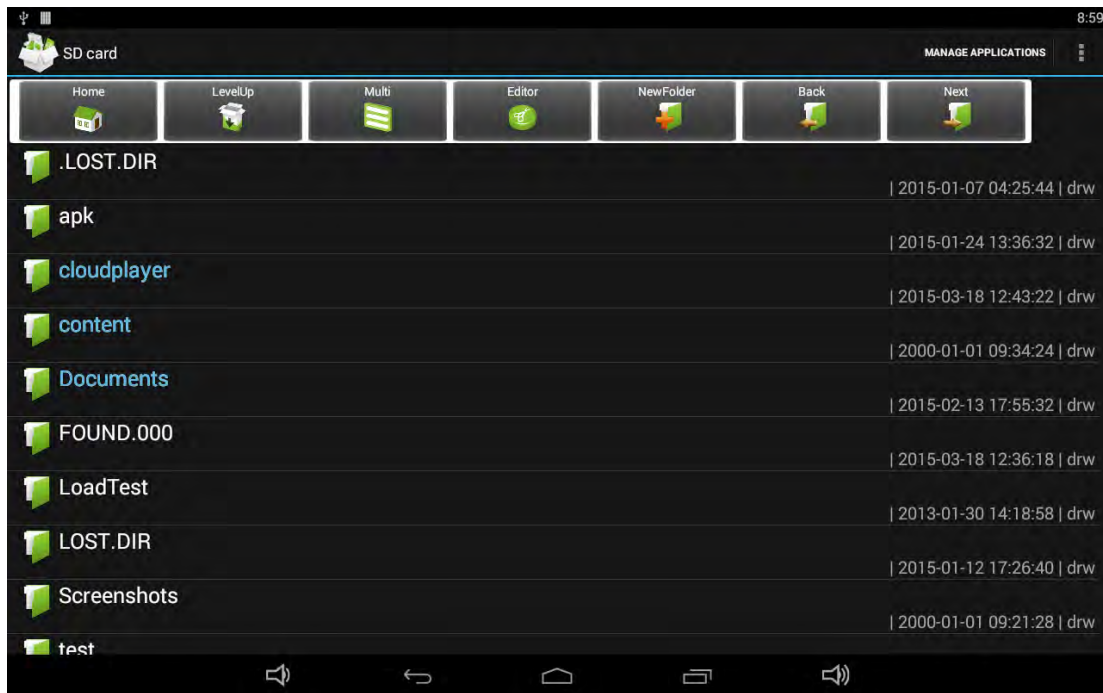 8:59
SD card MANAGE APPLICATIONS
Home LevelUp Multi Editor NewFolder Back Next
.LOST.DIR
| 2015-01-07 04:25:44 | drw
apk
| 2015-01-24 13:36:32 | drw
cloudplayer
| 2015-03-18 12:43:22 | drw
content
| 2000-01-01 09:34:24 | drw
Documents
| 2015-02-13 17:55:32 | drw
FOUND.000
| 2015-03-18 12:36:18 | drw
LoadTest
| 2013-01-30 14:18:58 | drw
LOST.DIR
| 2015-01-12 17:26:40 | drw
Screenshots
| 2000-01-01 09:21:28 | drw
test